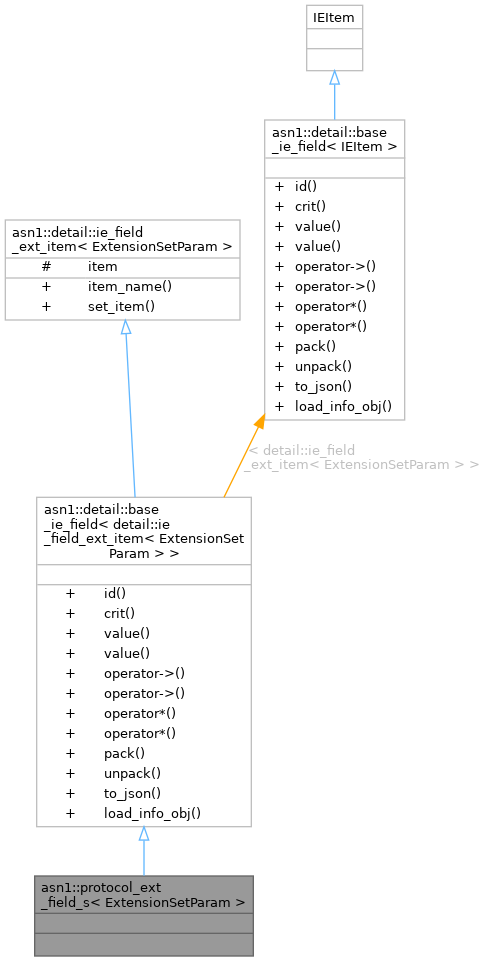 IEItem
asn1::detail::base
_ie_field< IEItem >
+ id()
+ crit()
+ value()
+ value()
+ operator->()
+ operator->()
+ operator*()
+ operator*()
+ pack()
+ unpack()
+ to_json()
+ load_info_obj()
asn1::detail::ie_field
_ext_item< ExtensionSetParam >
# item
+ item_name()
+ set_item()
< detail::ie_field
_ext_item< ExtensionSetParam > >
asn1::detail::base
_ie_field< detail::ie
_field_ext_item< ExtensionSet
Param > >
+ id()
+ crit()
+ value()
+ value()
+ operator->()
+ operator->()
+ operator*()
+ operator*()
+ pack()
+ unpack()
+ to_json()
+ load_info_obj()
asn1::protocol_ext
_field_s< ExtensionSetParam >